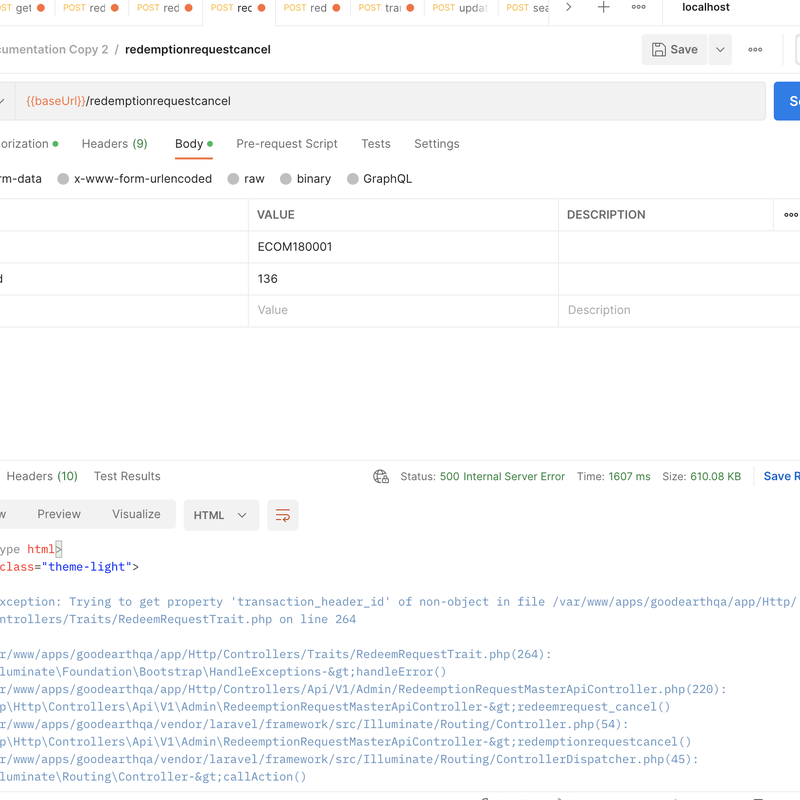 OST get POST red POST red POST rec POST red POST tra POST upda POST sea localhost
cumentation Copy 2 / redemptionrequestcancel Save
{{baseUrl}}/redemptionrequestcancel Se
orization Headers (9) Body Pre-request Script Tests Settings
rm-data x-www-form-urlencoded raw binary GraphQL
VALUE DESCRIPTION
ECOM180001
d 136
Value Description
Headers (10) Test Results Status: 500 Internal Server Error Time: 1607 ms Size: 610.08 KB Save R
w Preview Visualize HTML
ype html>
class="theme-light">
xception: Trying to get property 'transaction_header_id' of non-object in file /var/www/apps/goodearthqa/app/Http/
ntrollers/Traits/RedeemRequestTrait.php on line 264
r/www/apps/goodearthqa/app/Http/Controllers/Traits/RedeemRequestTrait.php(264):
luminate\Foundation\Bootstrap\HandleExceptions-&gt;handleError()
r/www/apps/goodearthqa/app/Http/Controllers/Api/V1/Admin/RedeemptionRequestMasterApiController.php(220):
p\Http\Controllers\Api\V1\Admin\RedeemptionRequestMasterApiController-&gt;redeemrequest_cancel()
r/www/apps/goodearthqa/vendor/laravel/framework/src/Illuminate/Routing/Controller.php(54):
p\Http\Controllers\Api\V1\Admin\RedeemptionRequestMasterApiController-&gt;redemptionrequestcancel()
r/www/apps/goodearthqa/vendor/laravel/framework/src/Illuminate/Routing/ControllerDispatcher.php(45):
luminate\Routing\Controller-&gt;callAction()